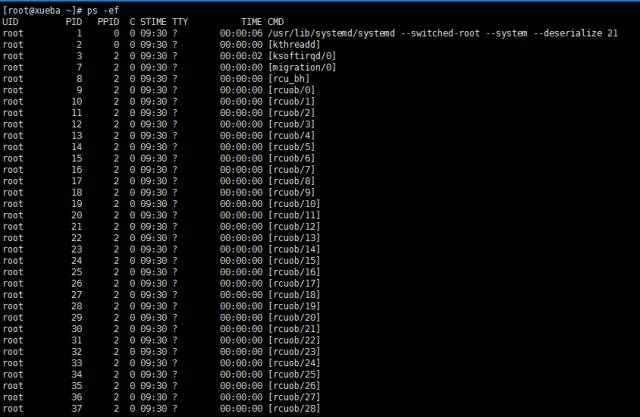 [root@xueba ~]# ps -ef
UID        PID  PPID  C STIME TTY          TIME CMD
root         1     0  0 09:30 ?        00:00:06 /usr/lib/systemd/systemd --switched-root --system --deserialize 21
root         2     0  0 09:30 ?        00:00:00 [kthreadd]
root         3     2  0 09:30 ?        00:00:02 [ksoftirqd/0]
root         7     2  0 09:30 ?        00:00:00 [migration/0]
root         8     2  0 09:30 ?        00:00:00 [rcu_bh]
root         9     2  0 09:30 ?        00:00:00 [rcuob/0]
root        10     2  0 09:30 ?        00:00:00 [rcuob/1]
root        11     2  0 09:30 ?        00:00:00 [rcuob/2]
root        12     2  0 09:30 ?        00:00:00 [rcuob/3]
root        13     2  0 09:30 ?        00:00:00 [rcuob/4]
root        14     2  0 09:30 ?        00:00:00 [rcuob/5]
root        15     2  0 09:30 ?        00:00:00 [rcuob/6]
root        16     2  0 09:30 ?        00:00:00 [rcuob/7]
root        17     2  0 09:30 ?        00:00:00 [rcuob/8]
root        18     2  0 09:30 ?        00:00:00 [rcuob/9]
root        19     2  0 09:30 ?        00:00:00 [rcuob/10]
root        20     2  0 09:30 ?        00:00:00 [rcuob/11]
root        21     2  0 09:30 ?        00:00:00 [rcuob/12]
root        22     2  0 09:30 ?        00:00:00 [rcuob/13]
root        23     2  0 09:30 ?        00:00:00 [rcuob/14]
root        24     2  0 09:30 ?        00:00:00 [rcuob/15]
root        25     2  0 09:30 ?        00:00:00 [rcuob/16]
root        26     2  0 09:30 ?        00:00:00 [rcuob/17]
root        27     2  0 09:30 ?        00:00:00 [rcuob/18]
root        28     2  0 09:30 ?        00:00:00 [rcuob/19]
root        29     2  0 09:30 ?        00:00:00 [rcuob/20]
root        30     2  0 09:30 ?        00:00:00 [rcuob/21]
root        31     2  0 09:30 ?        00:00:00 [rcuob/22]
root        32     2  0 09:30 ?        00:00:00 [rcuob/23]
root        33     2  0 09:30 ?        00:00:00 [rcuob/24]
root        34     2  0 09:30 ?        00:00:00 [rcuob/25]
root        35     2  0 09:30 ?        00:00:00 [rcuob/26]
root        36     2  0 09:30 ?        00:00:00 [rcuob/27]
root        37     2  0 09:30 ?        00:00:00 [rcuob/28]